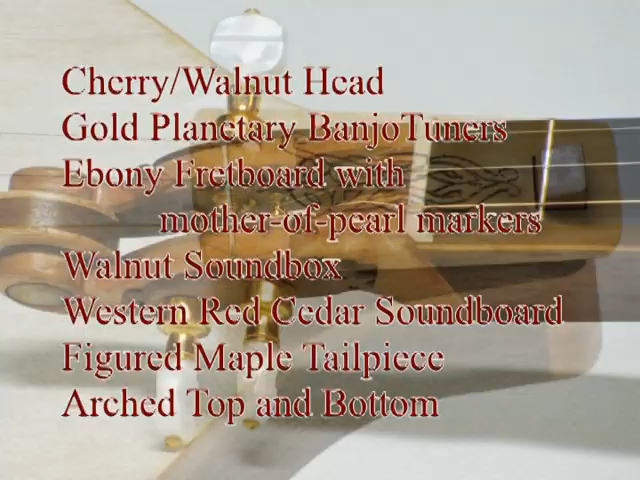 Cherry/Walnut Head
Gold Planetary BanjoTuners
Ebony Fretboard with
mother-of-pearl markers
Walnut Soundbox
Western Red Cedar Soundboard
Figured Maple Tailpiece
Arched Top and Bottom